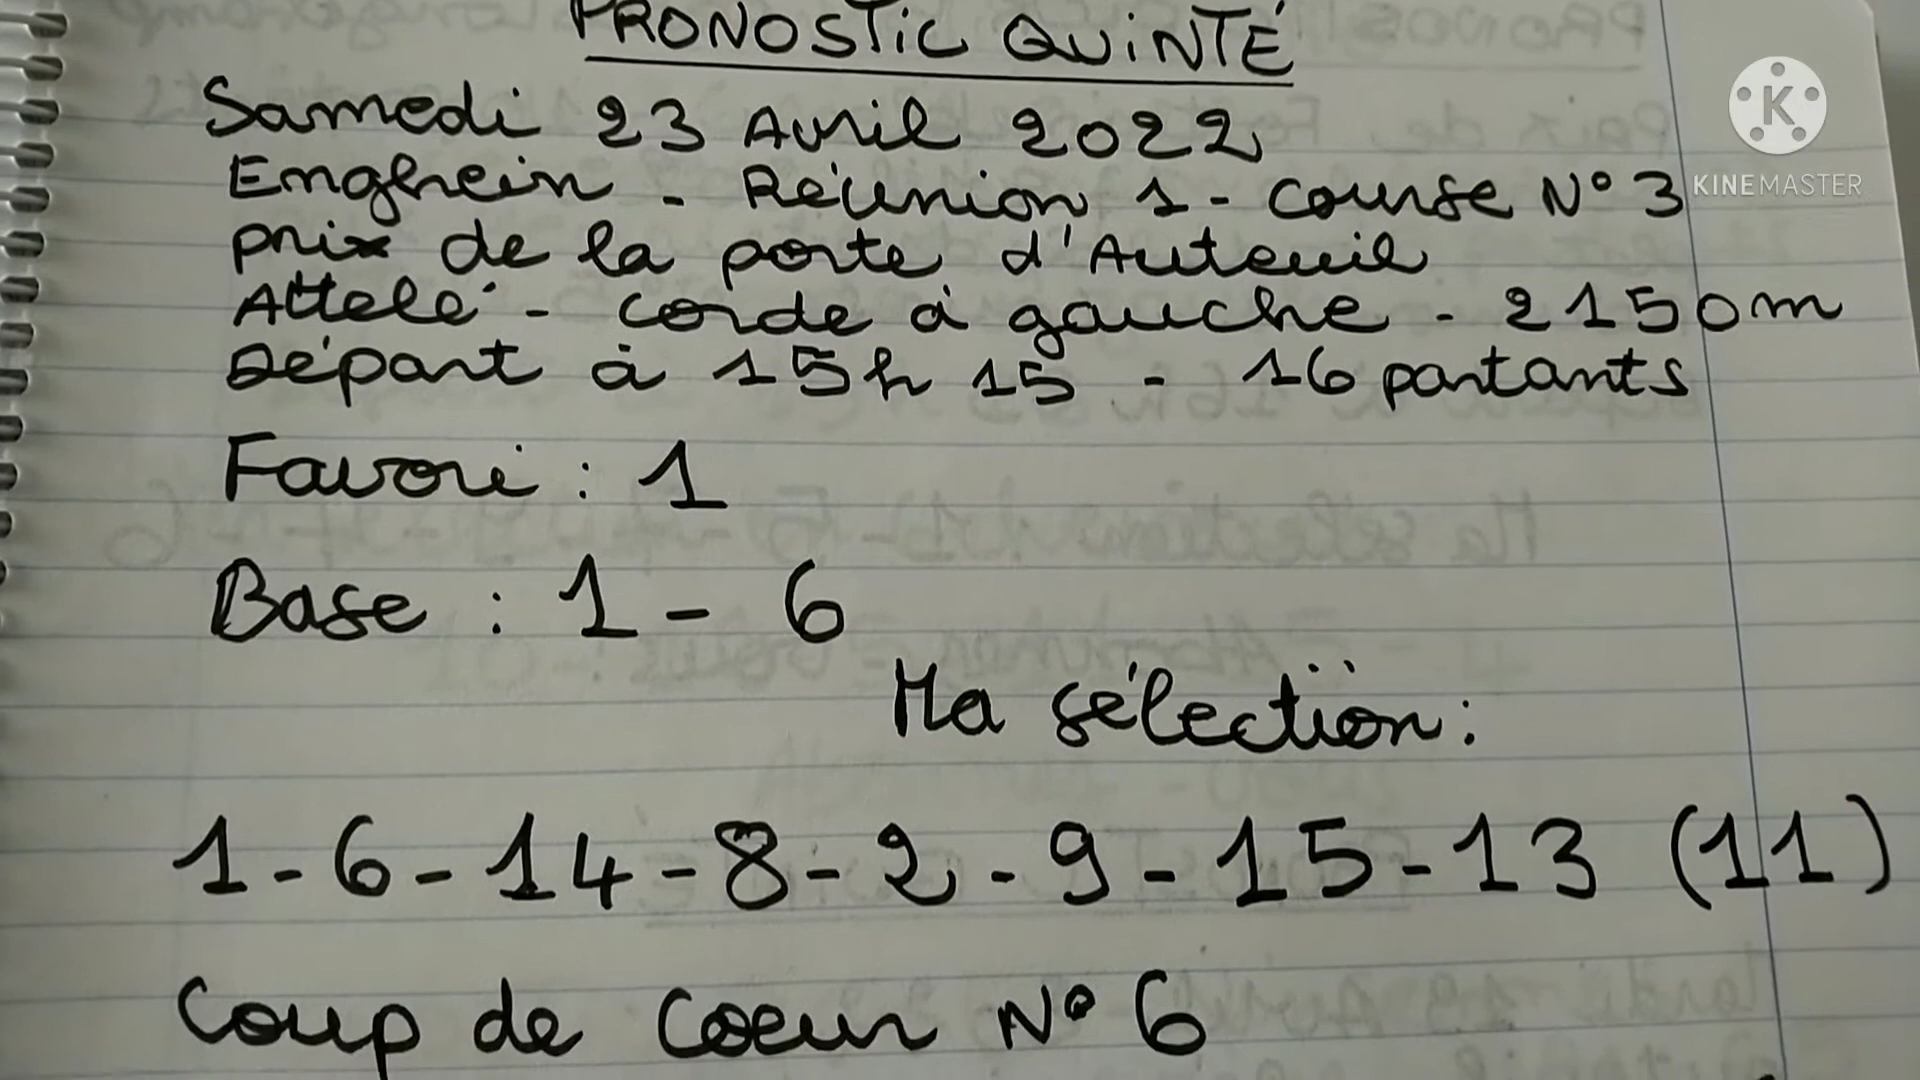 PRONOSTIC QUINTÉ
Samedi 23 Avril 2022
Enghein - Réunion 1 - course N° 3
prix de la porte d'Auteuil
Attelé - corde à gauche - 2150m
Départ à 15h15 - 16 partants
Favori : 1
Base : 1 - 6
Ma sélection :
1 - 6 - 14 - 8 - 2 - 9 - 15 - 13 (11)
Coup de coeur N° 6
K
KINEMASTER